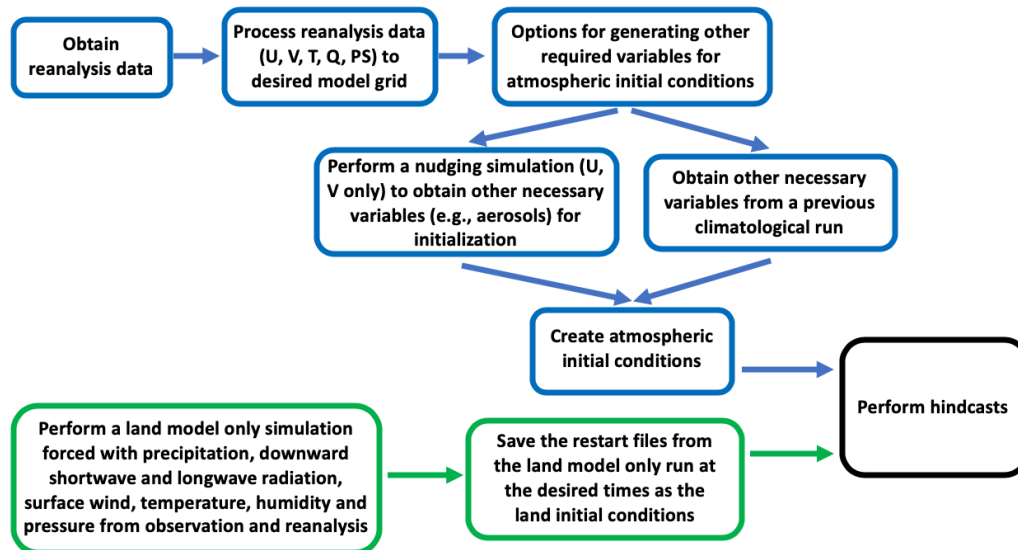 Obtain
reanalysis data
Process reanalysis data
(U, V, T, Q, PS) to
desired model grid
Options for generating other
required variables for
atmospheric initial conditions
Perform a nudging simulation (U,
V only) to obtain other necessary
variables (e.g., aerosols) for
initialization
Obtain other necessary
variables from a previous
climatological run
Create atmospheric
initial conditions
Perform hindcasts
Perform a land model only simulation
forced with precipitation, downward
shortwave and longwave radiation,
surface wind, temperature, humidity and
pressure from observation and reanalysis
Save the restart files from
the land model only run at
the desired times as the
land initial conditions